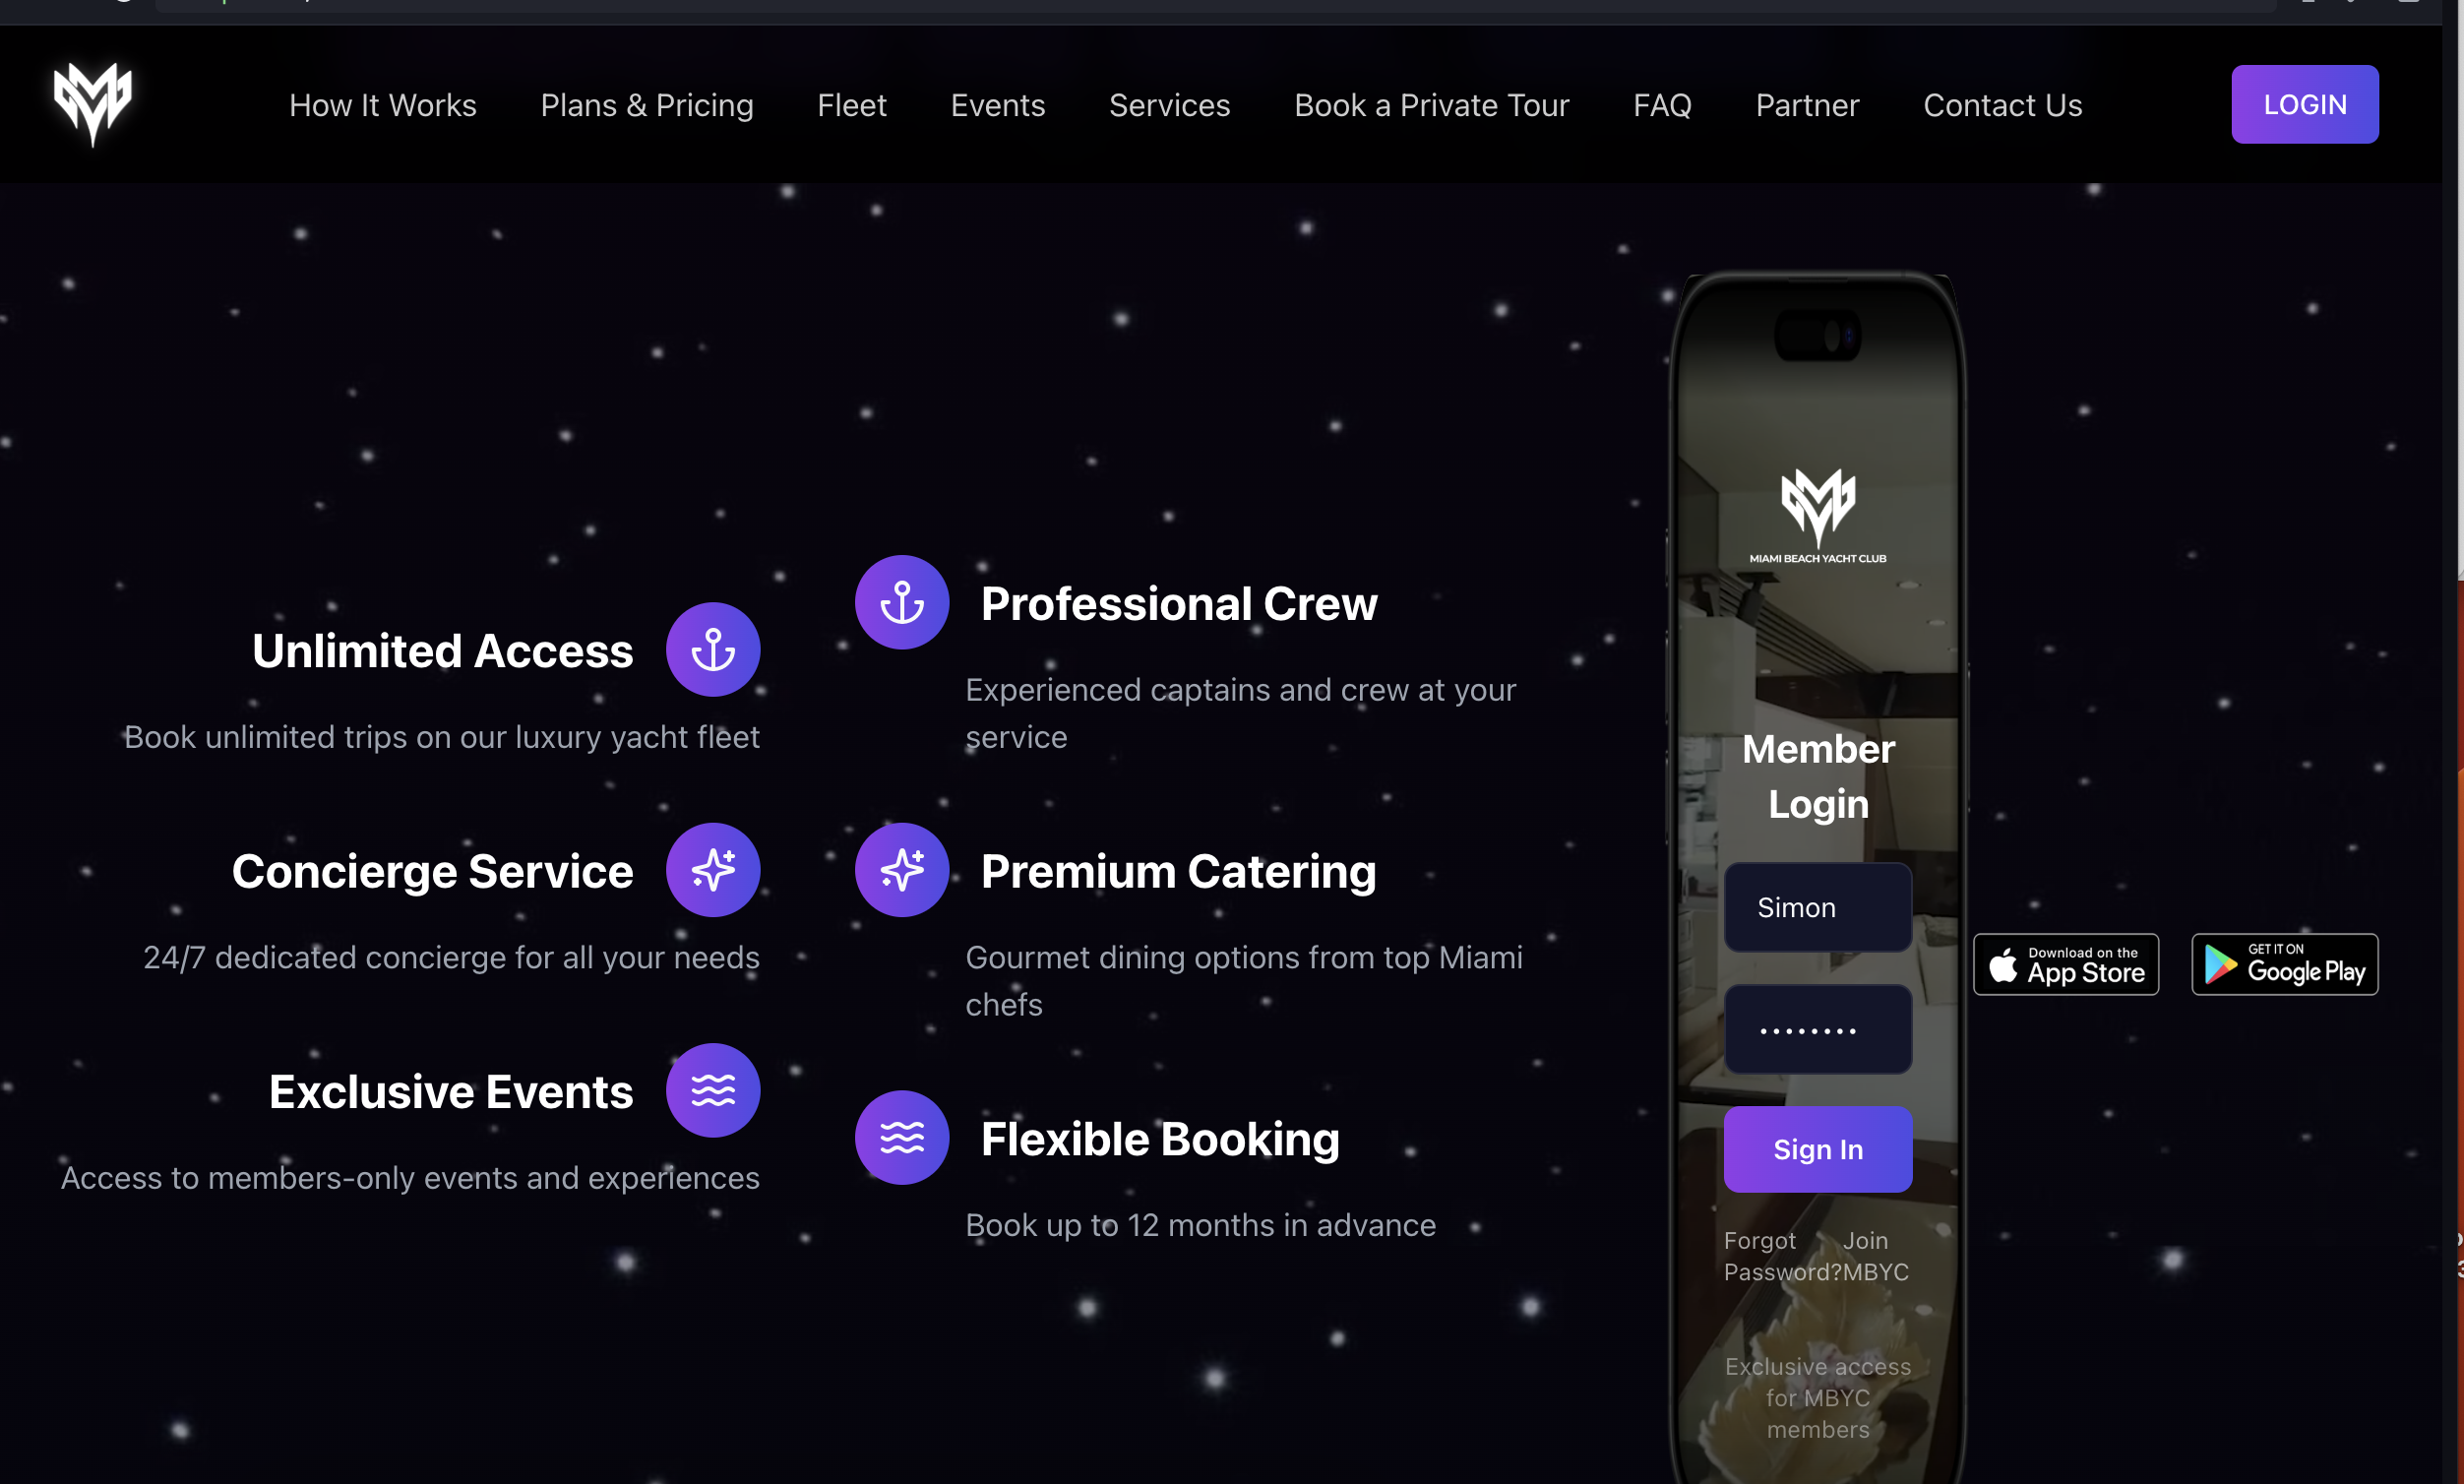 How It Works
Plans & Pricing
Fleet
Events
Services
Book a Private Tour
FAQ
Partner
Contact Us
LOGIN
Unlimited Access
Book unlimited trips on our luxury yacht fleet
Concierge Service
24/7 dedicated concierge for all your needs
Exclusive Events
Access to members-only events and experiences
Professional Crew
Experienced captains and crew at your
service
Premium Catering
Gourmet dining options from top Miami
chefs
Flexible Booking
Book up to 12 months in advance
MIAMI BEACH YACHT CLUB
Member
Login
Simon
••••••••
Sign In
Forgot
Password?
Join
MBYC
Exclusive access
for MBYC
members
Download on the
App Store
GET IT ON
Google Play